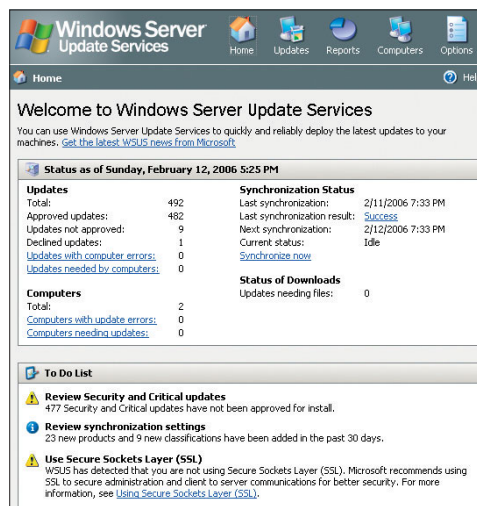 Windows Server
Update Services
Home
Updates
Reports
Computers
Options
Home
Hel
Welcome to Windows Server Update Services
You can use Windows Server Update Services to quickly and reliably deploy the latest updates to your
machines. Get the latest WSUS news from Microsoft
Status as of Sunday, February 12, 2006 5:25 PM
Updates
Total: 492
Approved updates: 482
Updates not approved: 9
Declined updates: 1
Updates with computer errors: 0
Updates needed by computers: 0
Computers
Total: 2
Computers with update errors: 0
Computers needing updates: 0
Synchronization Status
Last synchronization: 2/11/2006 7:33 PM
Last synchronization result: Success
Next synchronization: 2/12/2006 7:33 PM
Current status: Idle
Synchronize now
Status of Downloads
Updates needing files: 0
To Do List
Review Security and Critical updates
477 Security and Critical updates have not been approved for install.
Review synchronization settings
23 new products and 9 new classifications have been added in the past 30 days.
Use Secure Sockets Layer (SSL)
WSUS has detected that you are not using Secure Sockets Layer (SSL). Microsoft recommends using
SSL to secure administration and client to server communications for better security. For more
information, see Using Secure Sockets Layer (SSL).